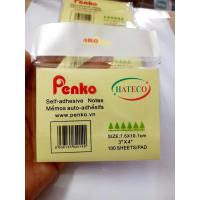 Penko
HATECO
Self-adhesive Notes
Mémos auto-adhésifs
www.penko.vn
SIZE: 7.6X10.1cm
3"X4"
100 SHEETS/PAD